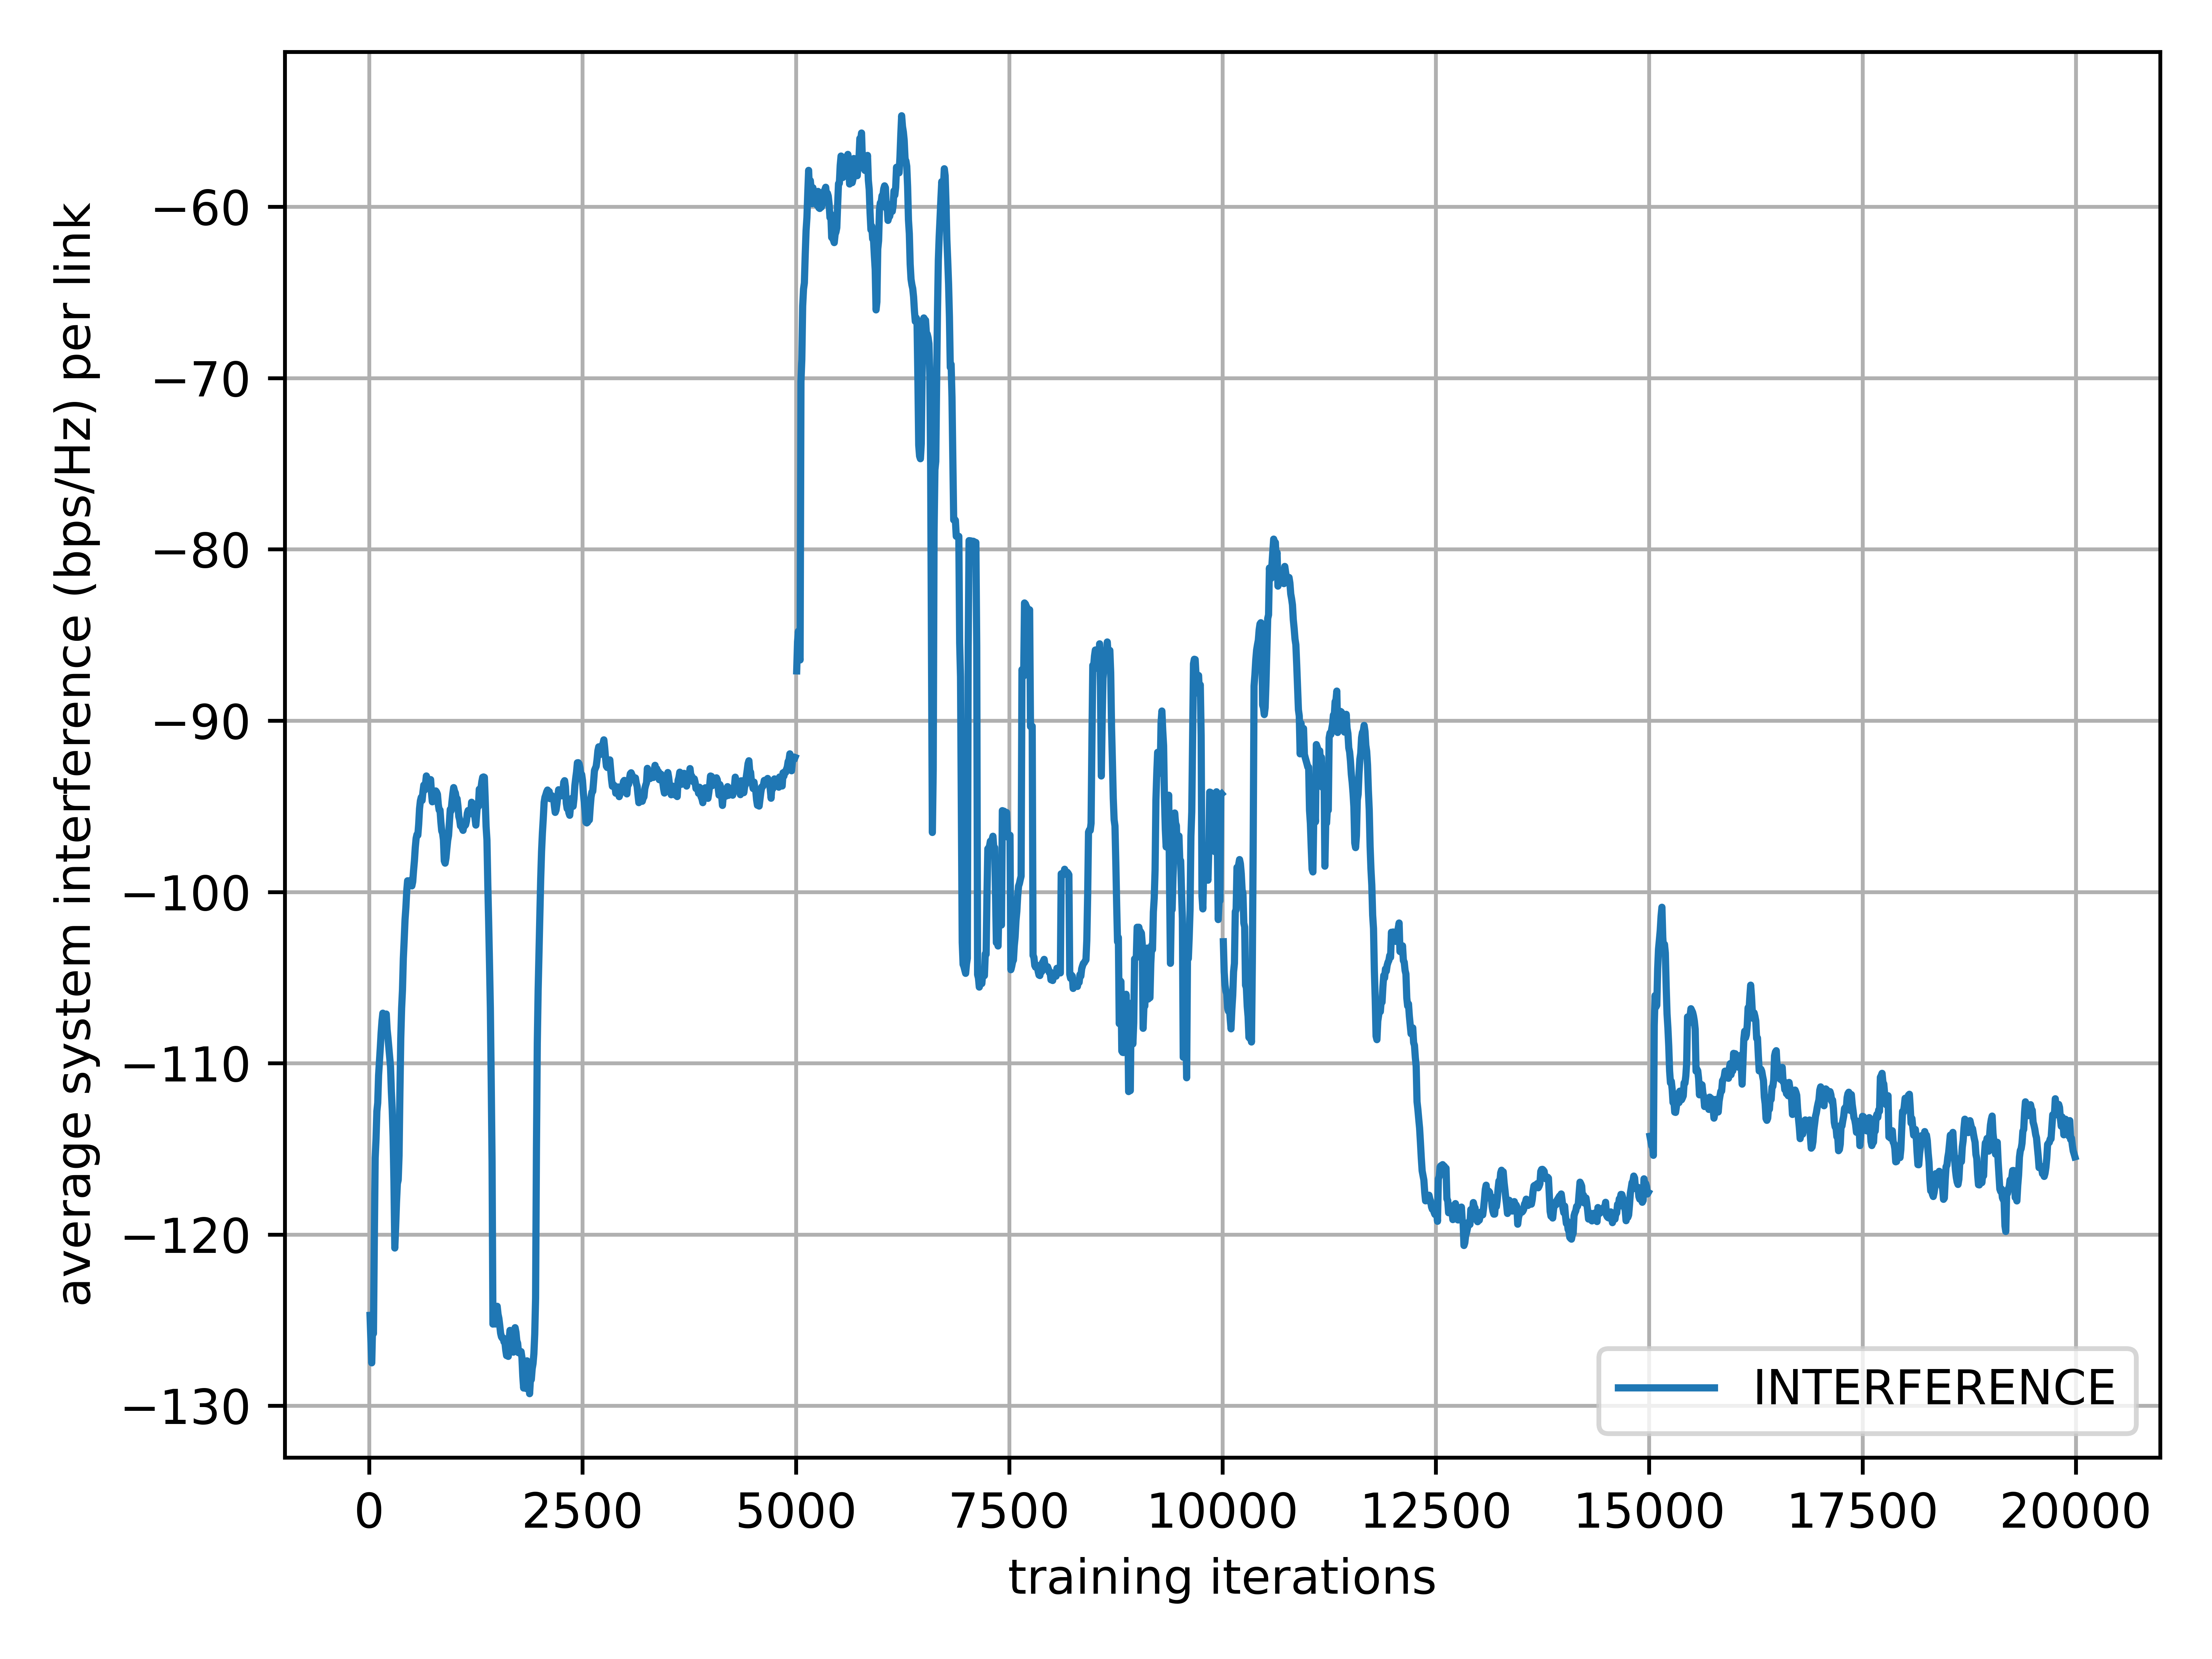 average system interference (bps/Hz) per link
−60
−70
−80
−90
−100
−110
−120
−130
INTERFERENCE
0 2500 5000 7500 10000 12500 15000 17500 20000
training iterations